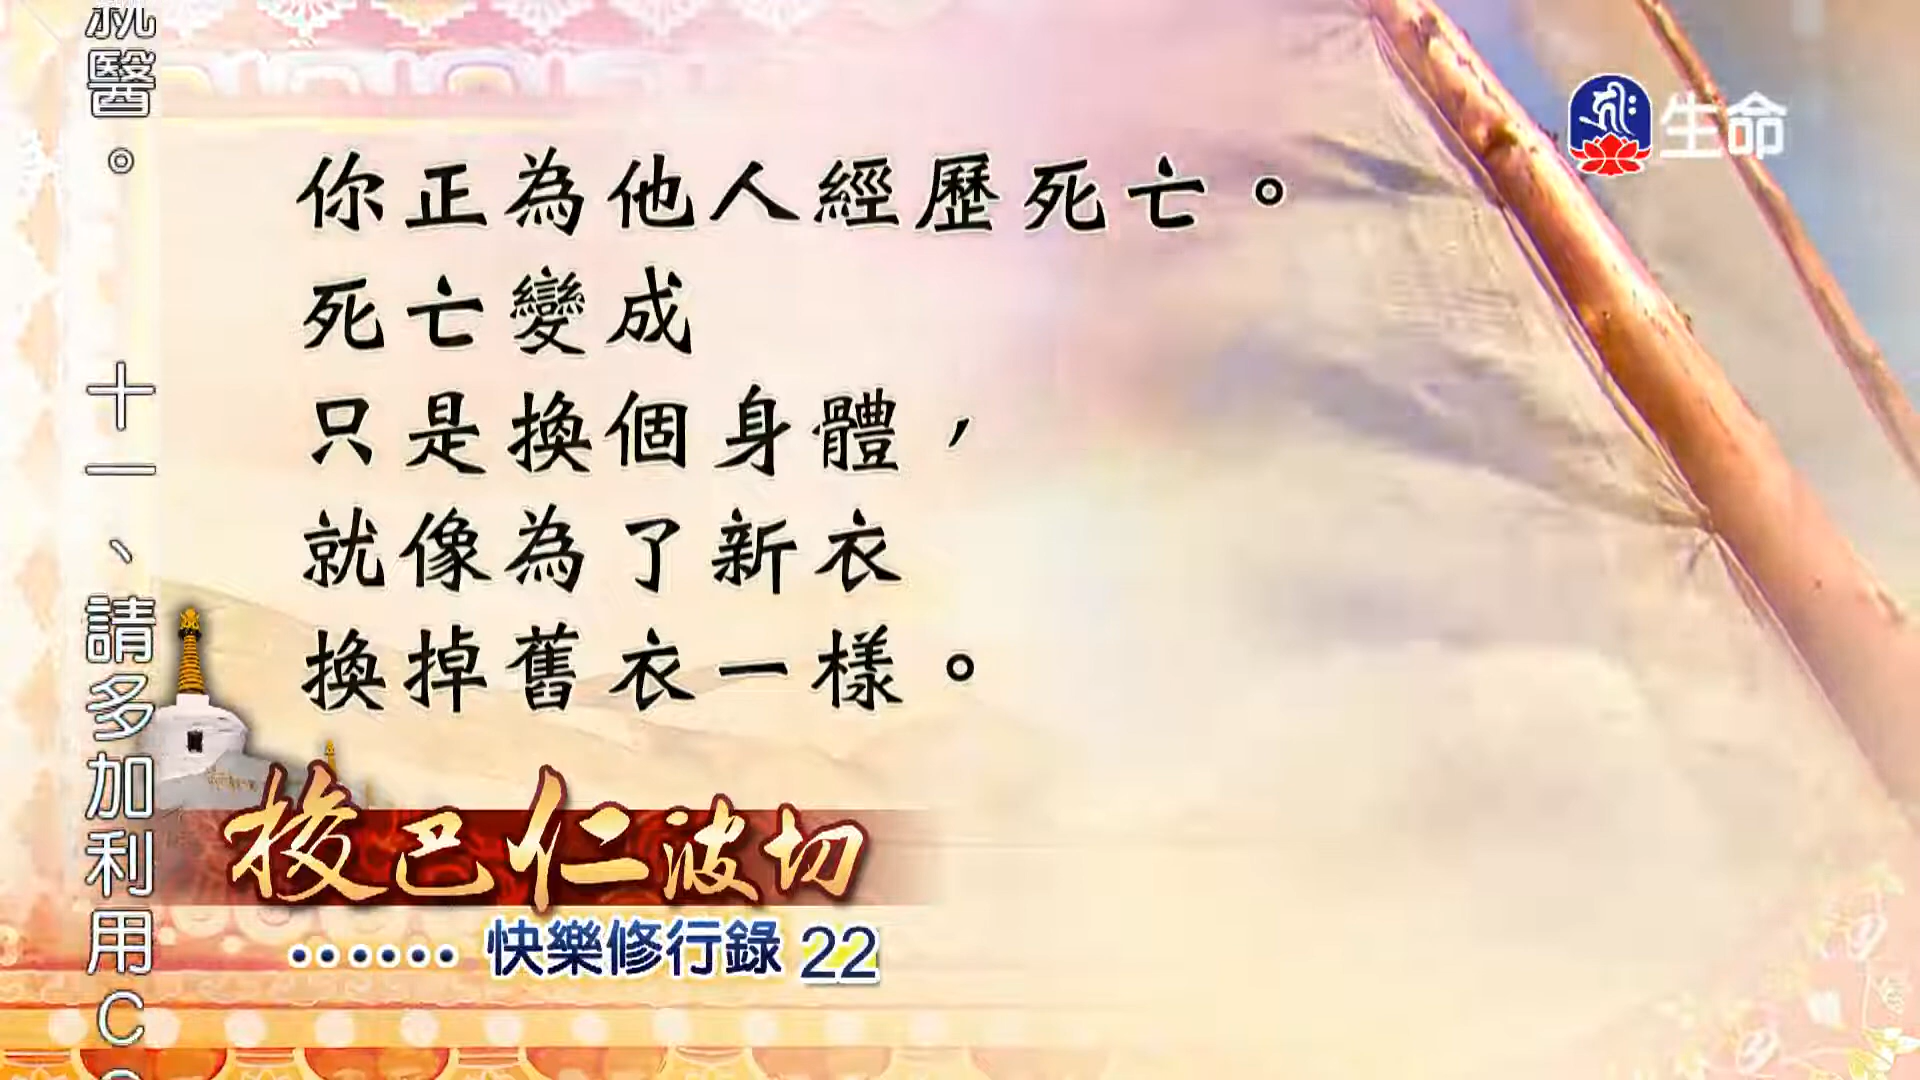 就醫。 十一、請多加利用C
生命
你正為他人經歷死亡。
死亡變成
只是換個身體，
就像為了新衣
換掉舊衣一樣。
梭巴仁波切
……快樂修行錄 22